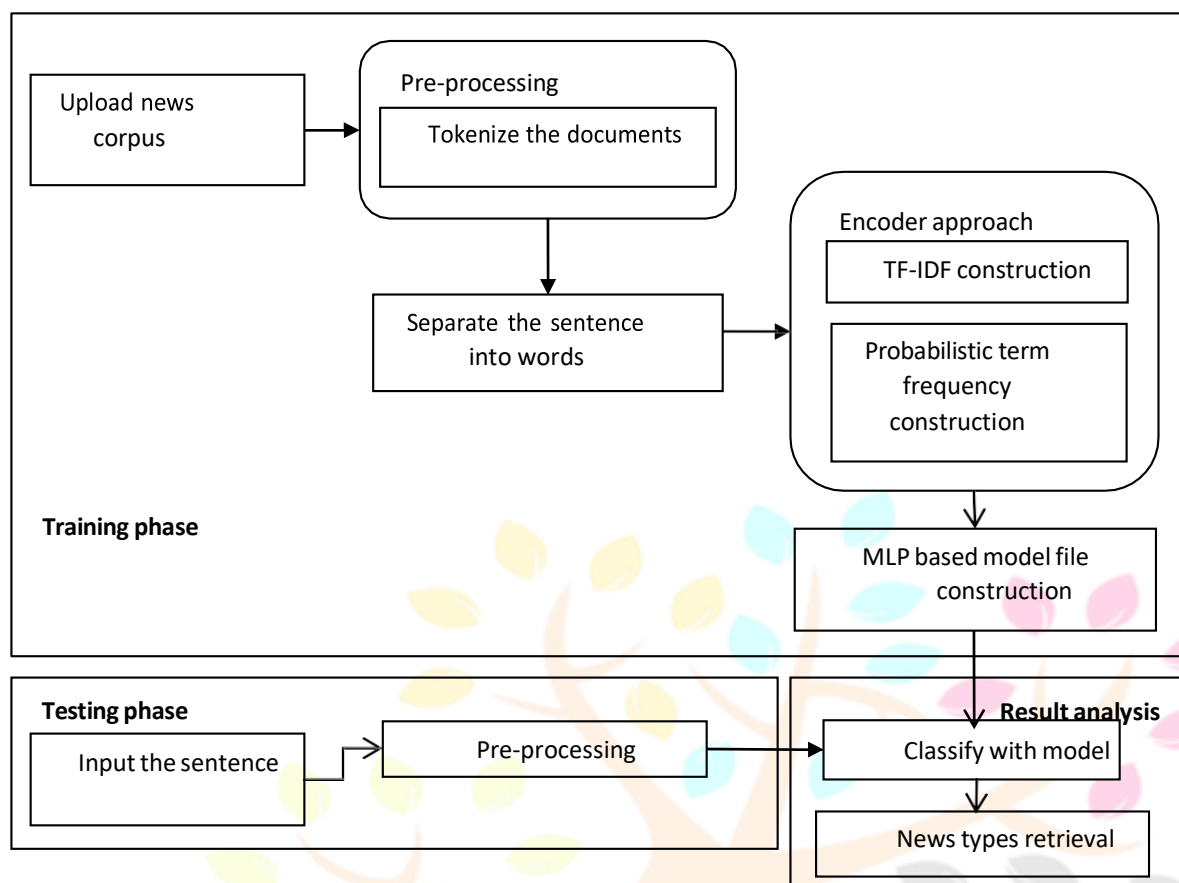 Upload news
corpus
Pre-processing
Tokenize the documents
Separate the sentence
into words
Encoder approach
TF-IDF construction
Probabilistic term
frequency
construction
Training phase
MLP based model file
construction
Testing phase
Input the sentence
Pre-processing
Result analysis
Classify with model
News types retrieval